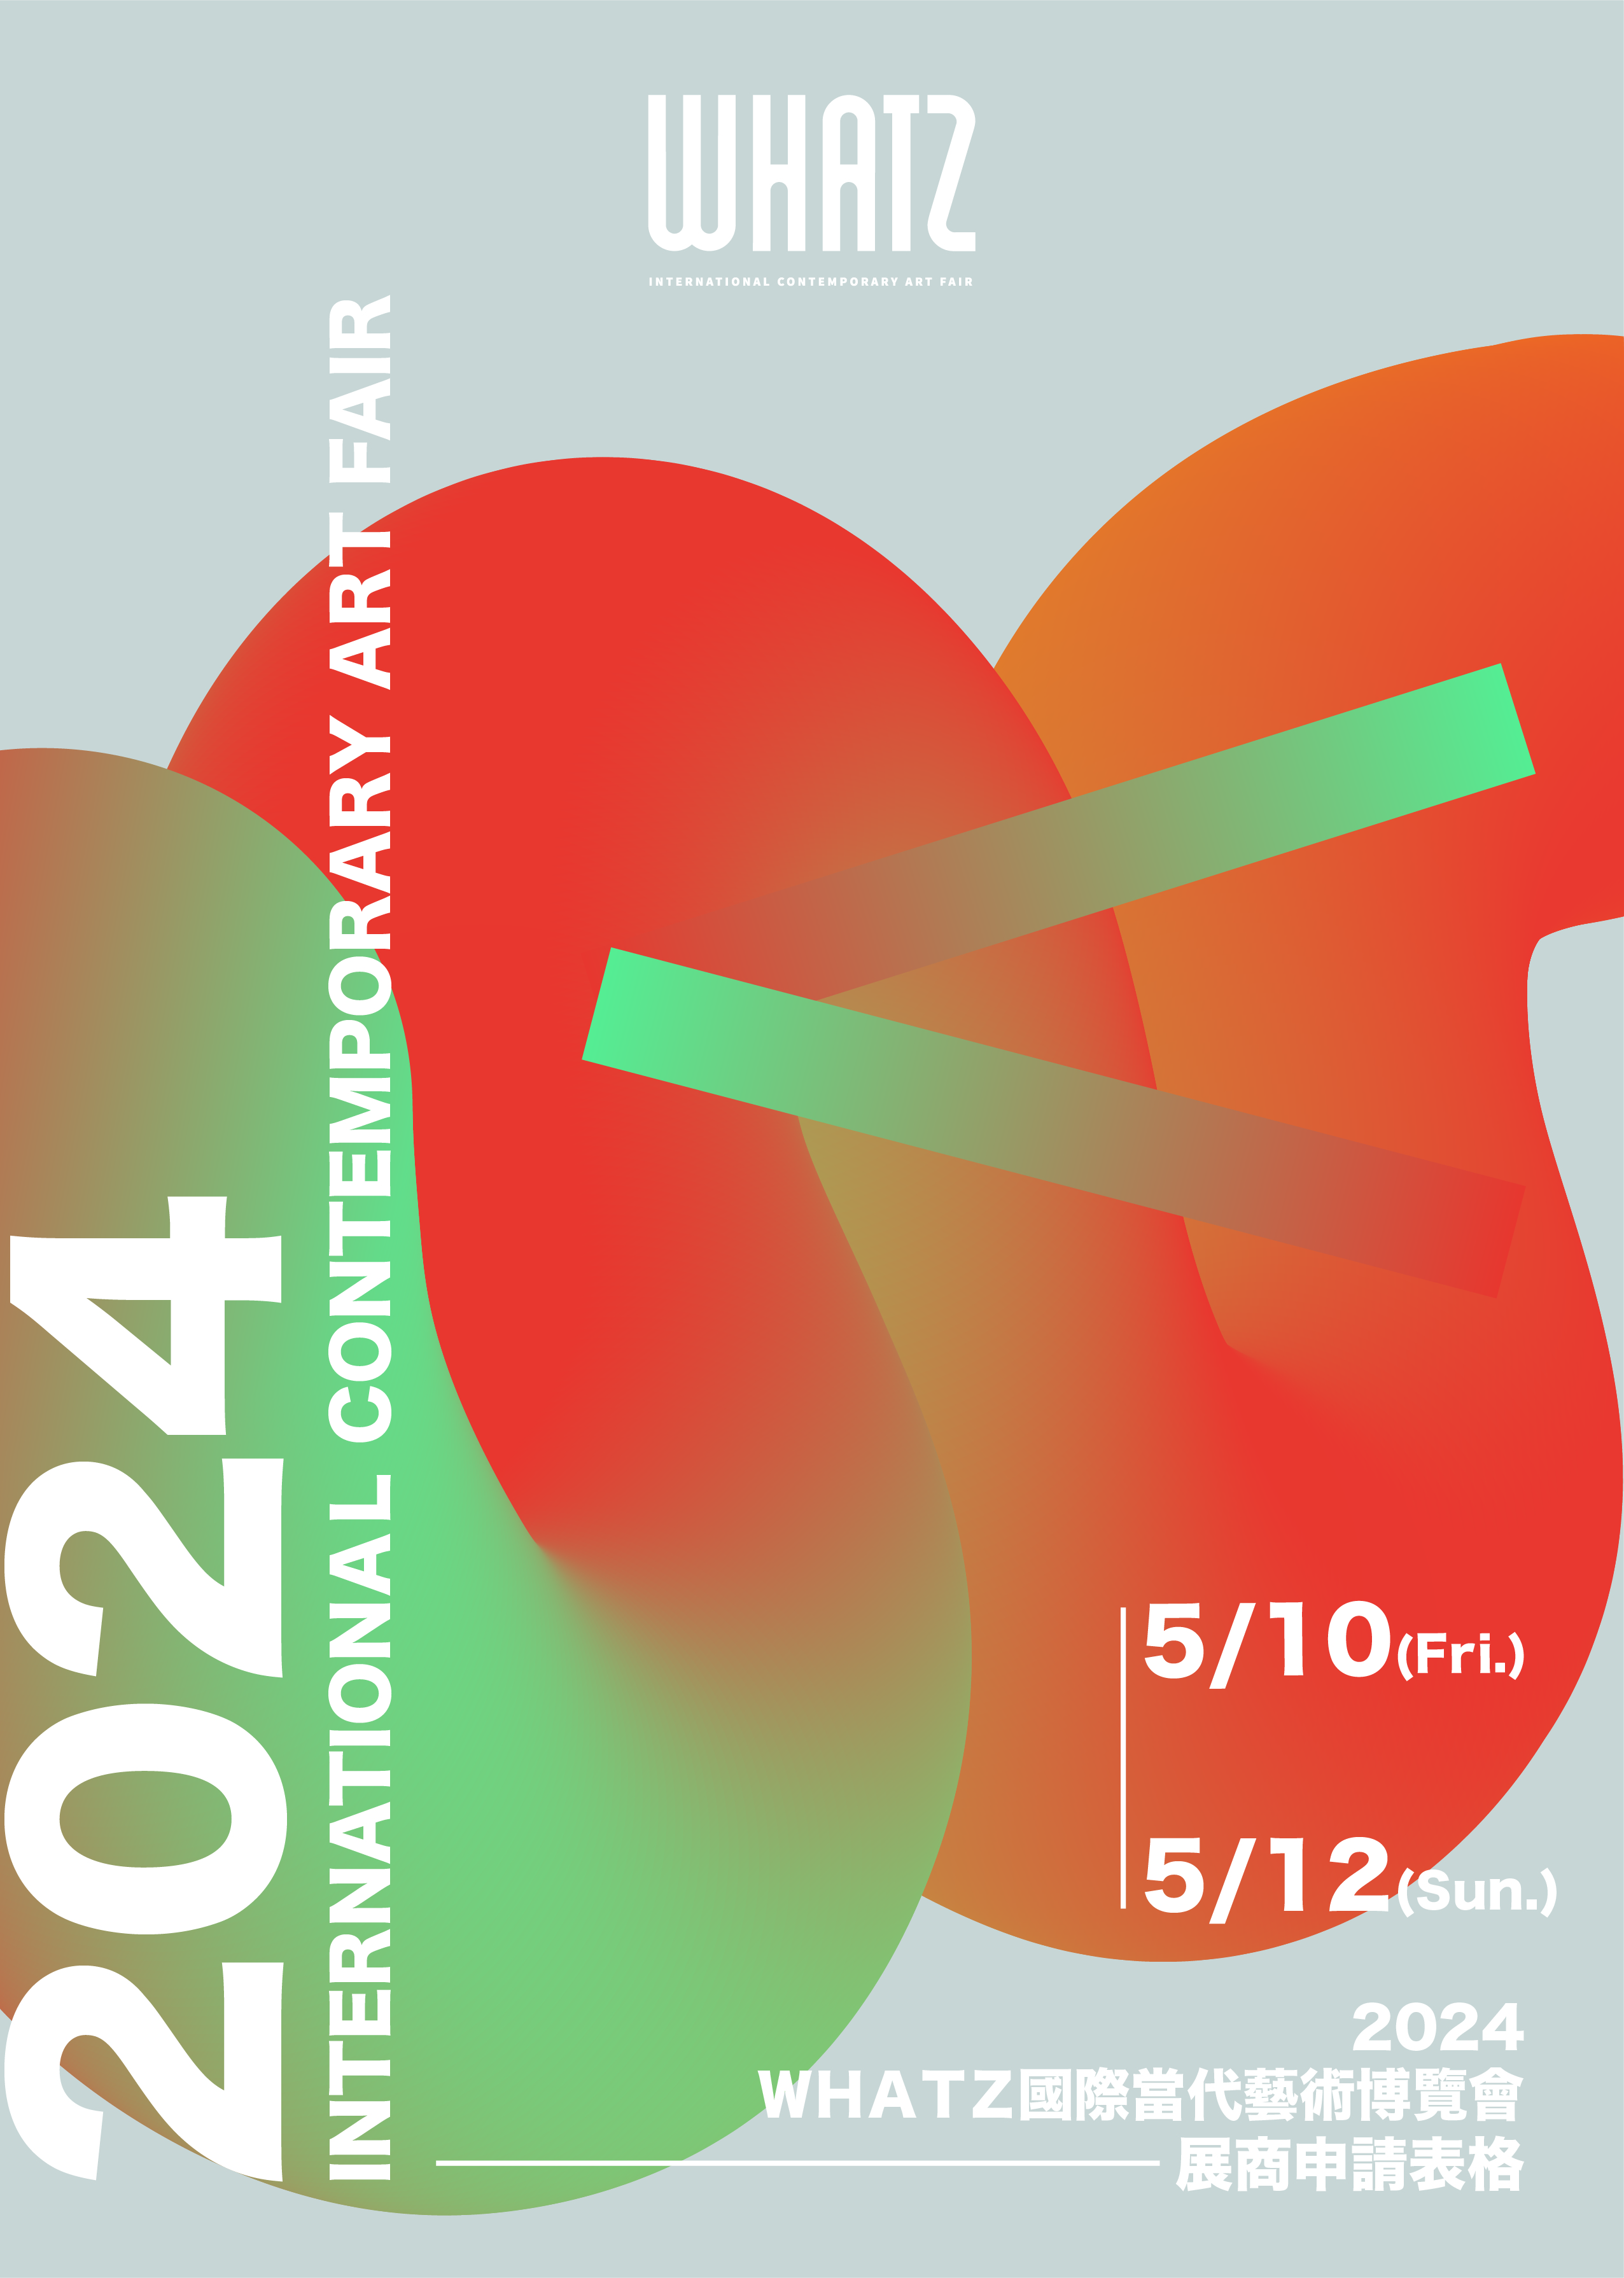 WHATZ
INTERNATIONAL CONTEMPORARY ART FAIR
2024
INTERNATIONAL CONTEMPORARY ART FAIR
5/10(Fri.)
5/12(Sun.)
2024
WHATZ國際當代藝術博覽會
展商申請表格